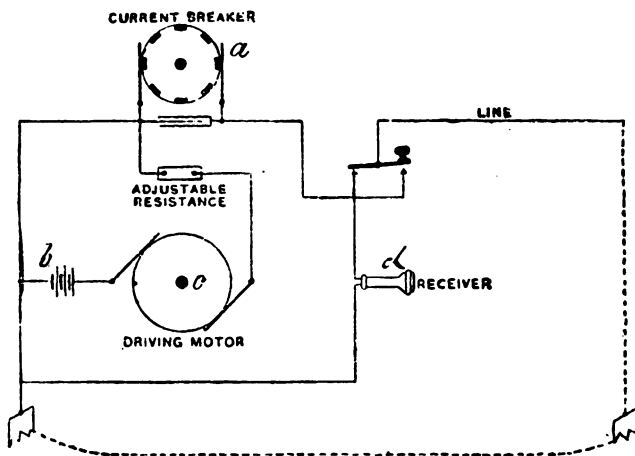 CURRENT BREAKER
a
LINE
ADJUSTABLE
RESISTANCE
b
c
d
RECEIVER
DRIVING MOTOR